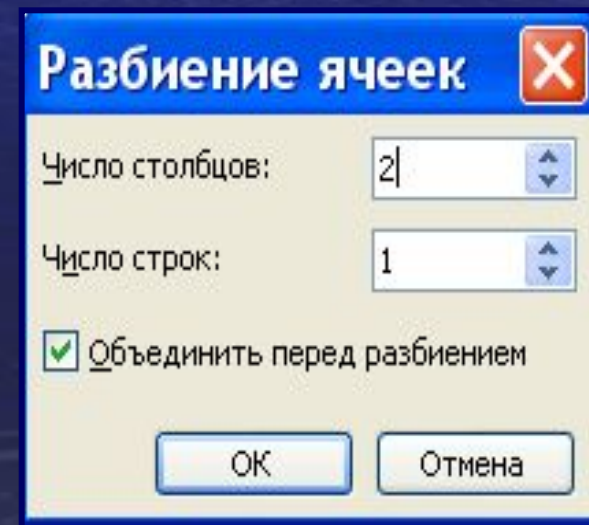 Разбиение ячеек
Число столбцов: 2
Число строк: 1
Объединить перед разбиением
ОК Отмена